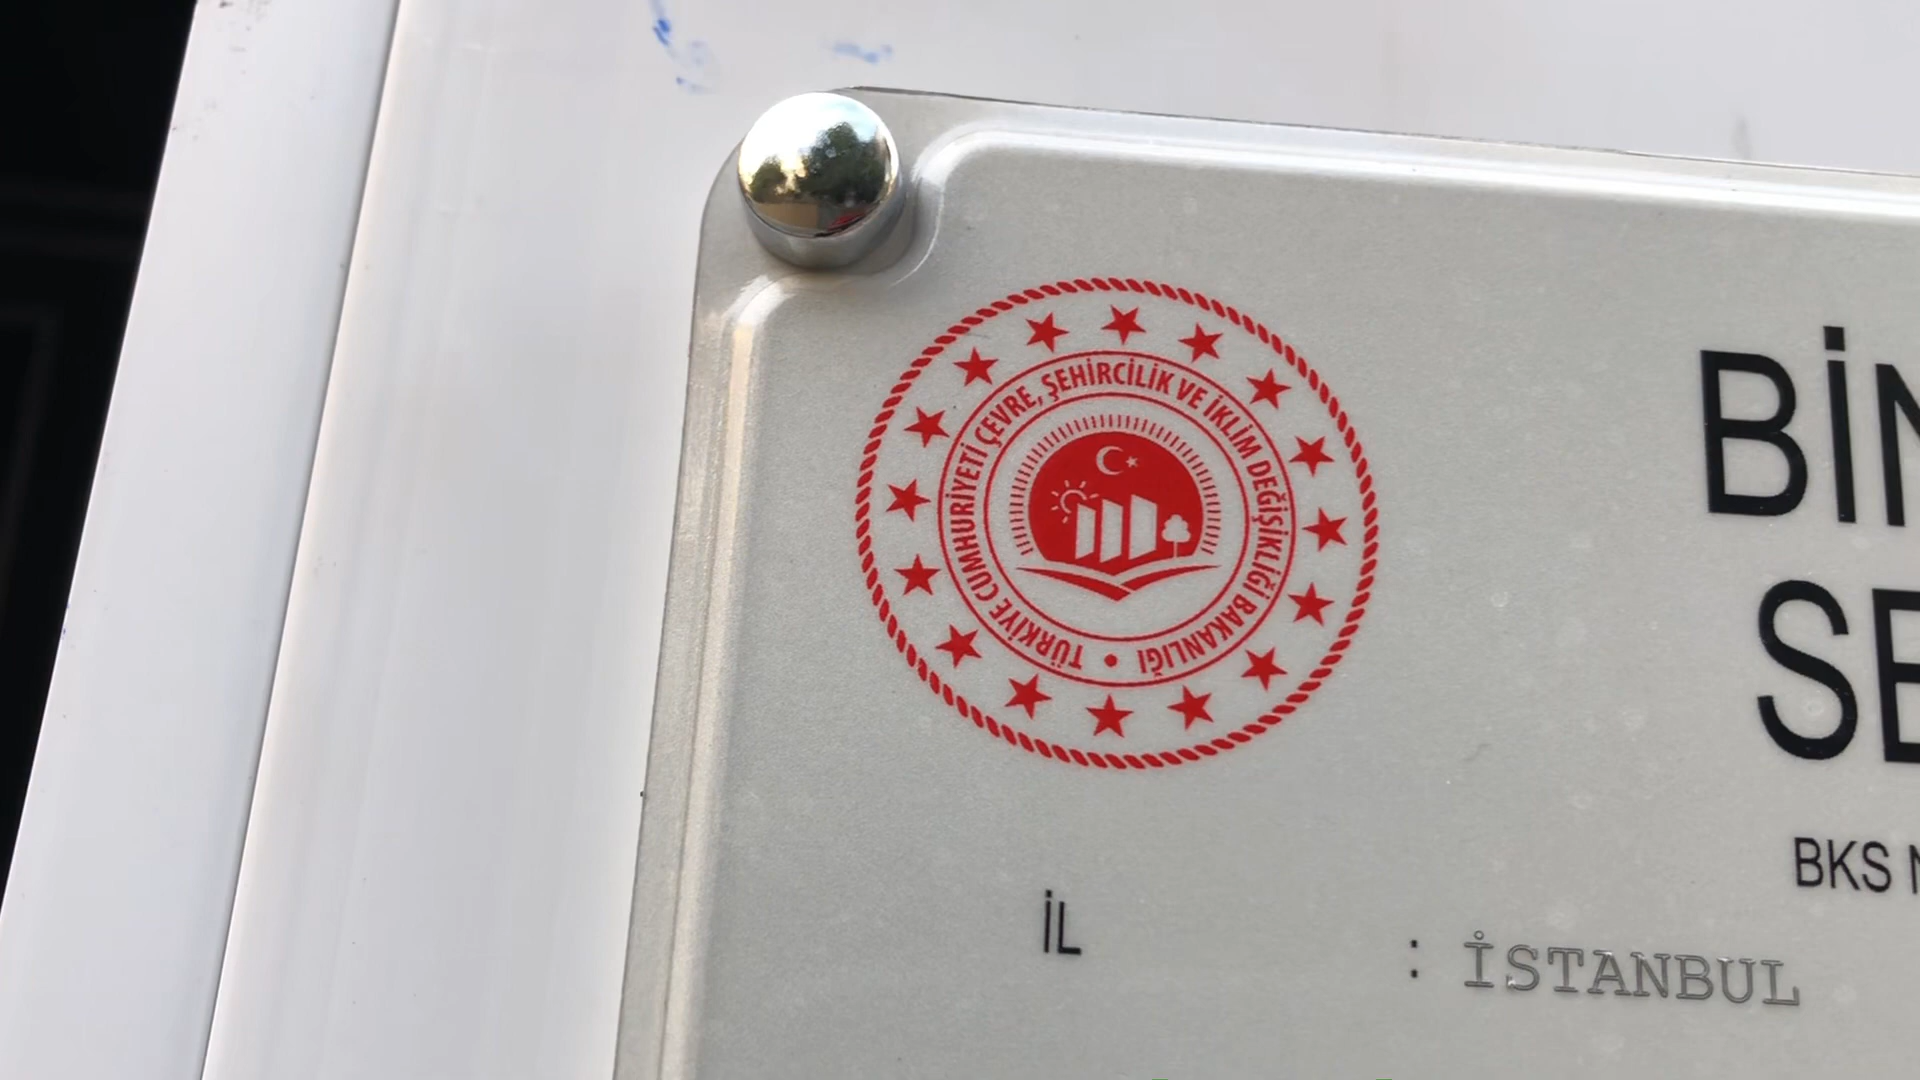 TÜRKİYE CUMHURİYETİ ÇEVRE, ŞEHİRCİLİK VE İKLİM DEĞİŞİKLİĞİ BAKANLIĞI
BİN
SE
BKS N
İL : İSTANBUL